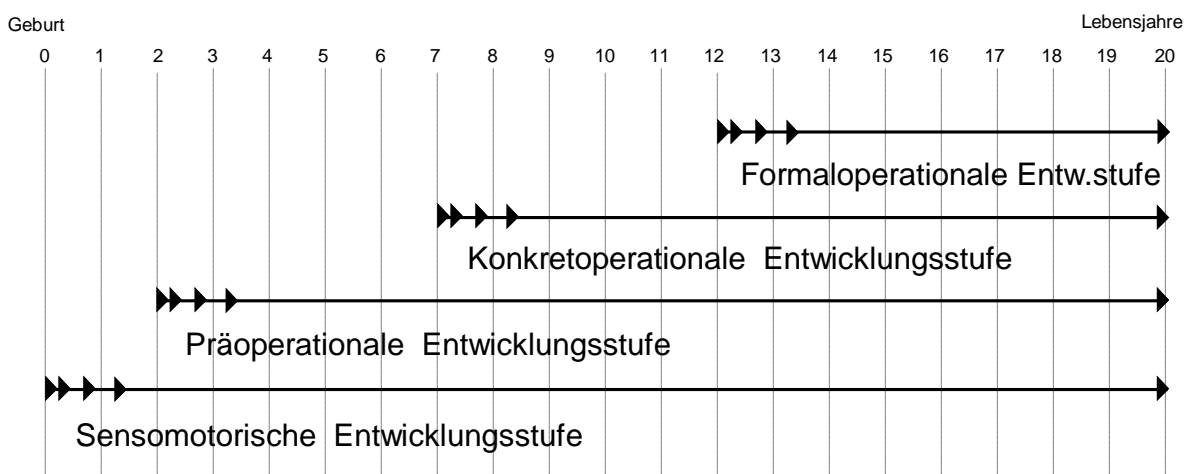 Geburt
Lebensjahre
0 1 2 3 4 5 6 7 8 9 10 11 12 13 14 15 16 17 18 19 20
Formaloperationale Entw.stufe
Konkretoperationale Entwicklungsstufe
Präoperationale Entwicklungsstufe
Sensomotorische Entwicklungsstufe